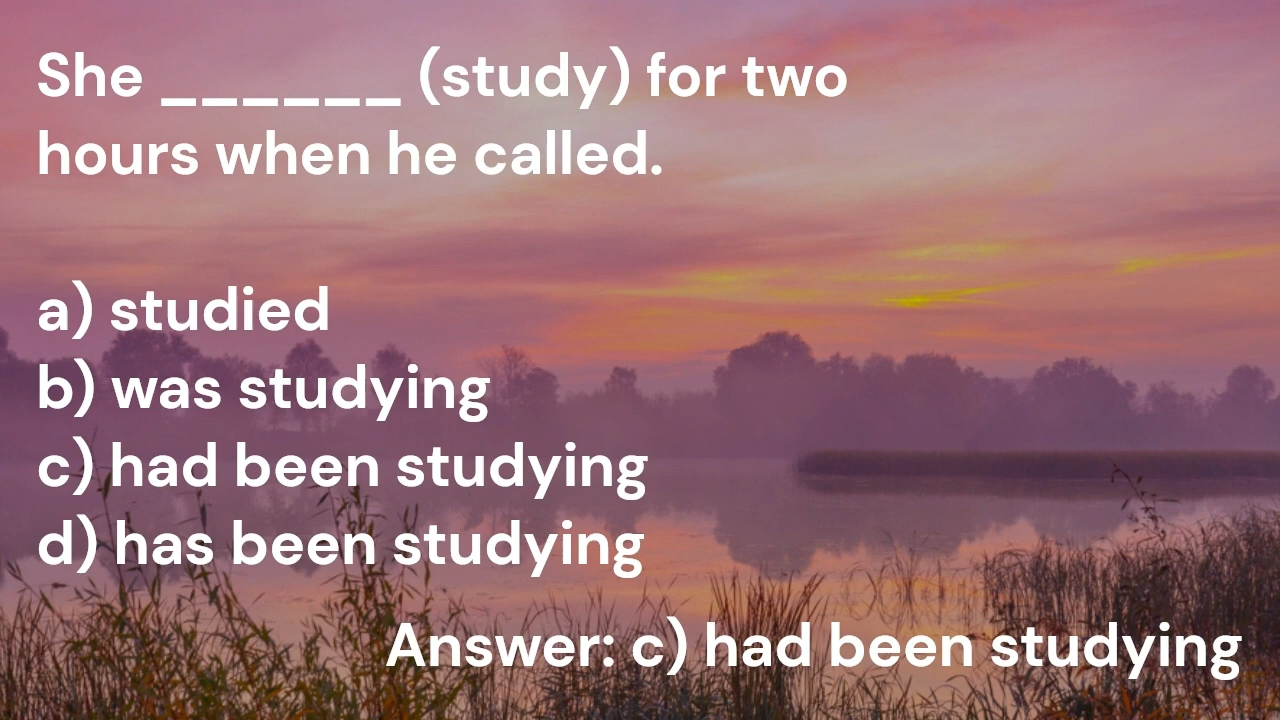 She ______ (study) for two
hours when he called.
a) studied
b) was studying
c) had been studying
d) has been studying
Answer: c) had been studying